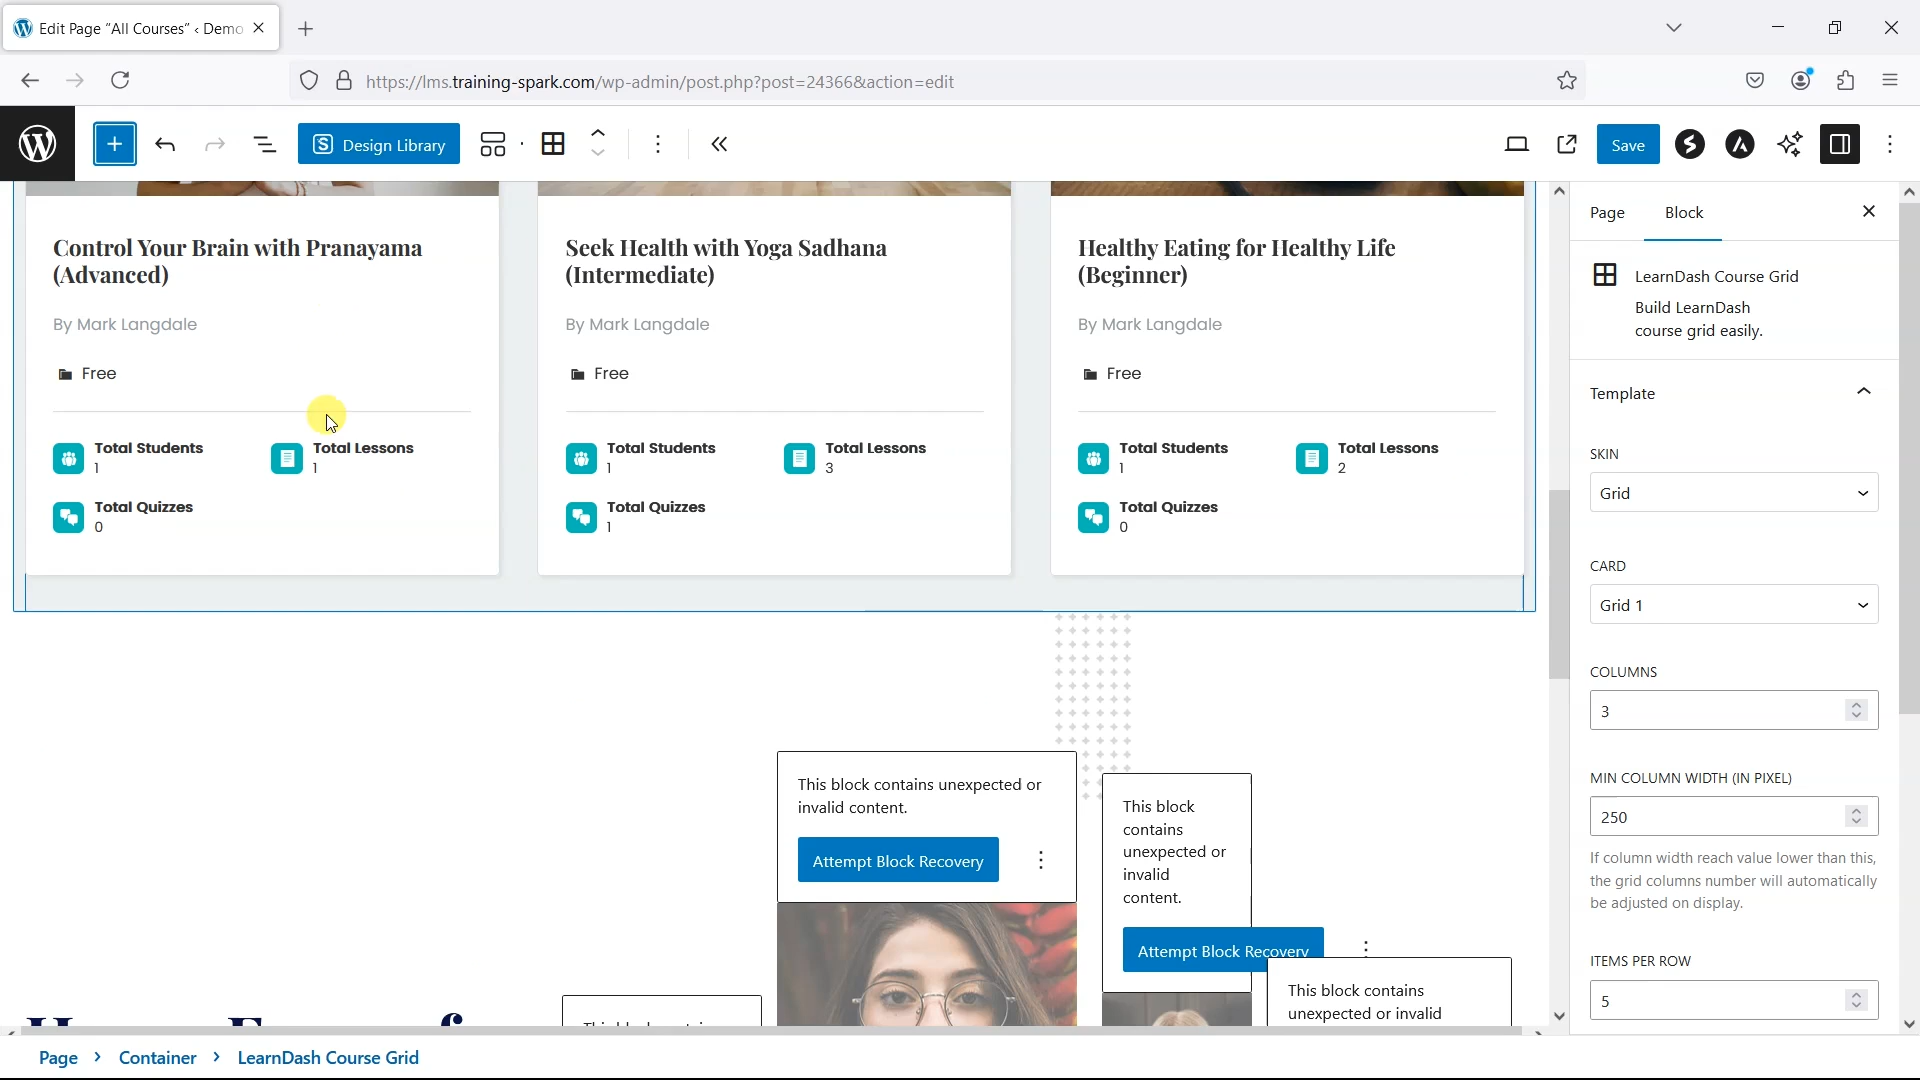 Edit Page “All Courses” ‹ Demo
https://lms.training-spark.com/wp-admin/post.php?post=24366&action=edit
Design Library
Save
Control Your Brain with Pranayama
(Advanced)
By Mark Langdale
Free
Total Students
1
Total Lessons
1
Total Quizzes
0
Seek Health with Yoga Sadhana
(Intermediate)
By Mark Langdale
Free
Total Students
1
Total Lessons
3
Total Quizzes
1
Healthy Eating for Healthy Life
(Beginner)
By Mark Langdale
Free
Total Students
1
Total Lessons
2
Total Quizzes
0
This block contains unexpected or
invalid content.
Attempt Block Recovery
This block
contains
unexpected or
invalid
content.
Attempt Block Recovery
This block contains
unexpected or invalid
Page
Block
LearnDash Course Grid
Build LearnDash
course grid easily.
Template
SKIN
Grid
CARD
Grid 1
COLUMNS
3
MIN COLUMN WIDTH (IN PIXEL)
250
If column width reach value lower than this,
the grid columns number will automatically
be adjusted on display.
ITEMS PER ROW
5
Page
Container
LearnDash Course Grid